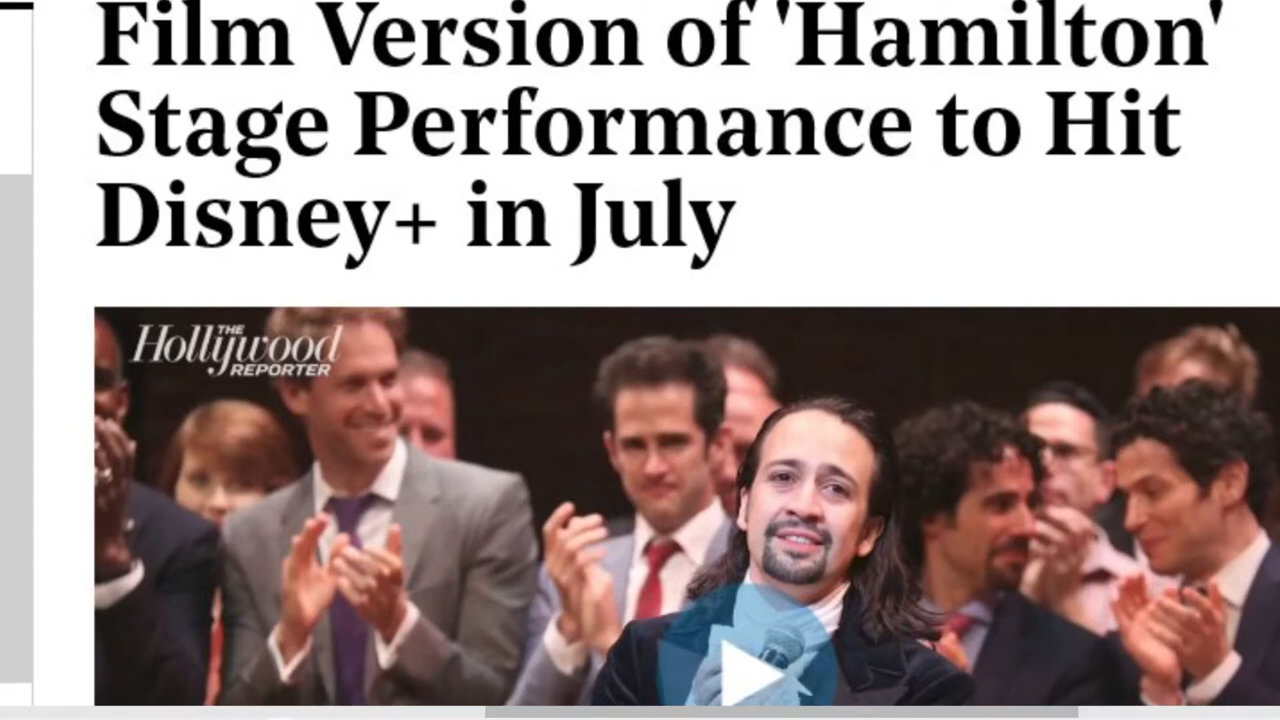 Film Version of 'Hamilton'
Stage Performance to Hit
Disney+ in July
THE
Hollywood
REPORTER